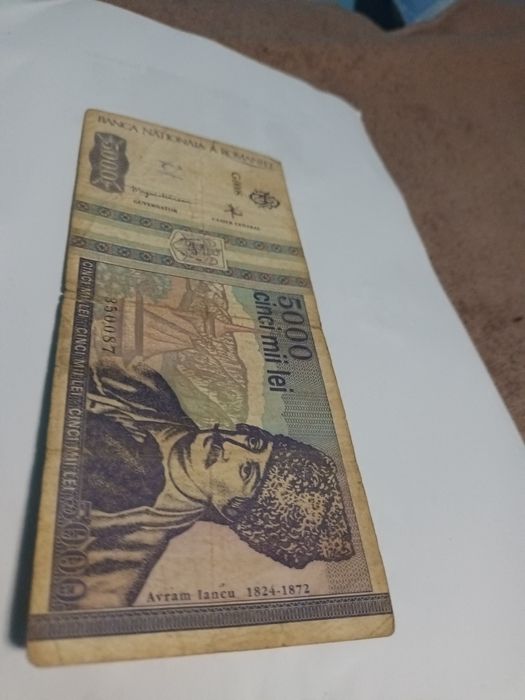 BANCA NATIONALA A ROMANIEI
5000
GUVERNATOR
CASIER CENTRAL
5000
cinci mii lei
350087
CINCI MII LEI CINCI MII LEI CINCI MII LEI
5000
Avram Iancu 1824-1872